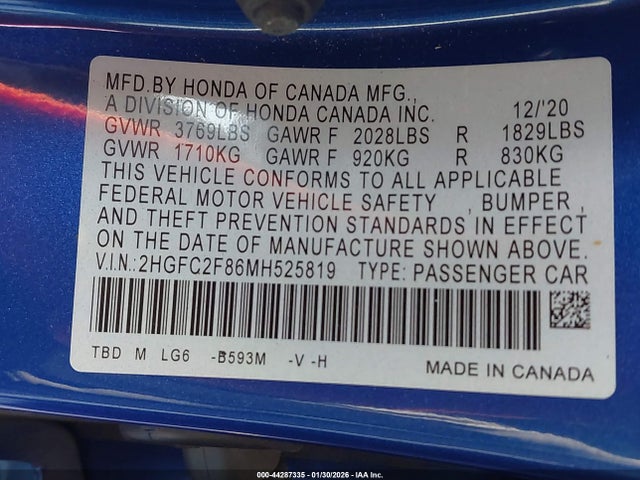 MFD.BY HONDA OF CANADA MFG.,
A DIVISION OF HONDA CANADA INC. 12/'20
GVWR 3769LBS GAWR F 2028LBS R 1829LBS
GVWR 1710KG GAWR F 920KG R 830KG
THIS VEHICLE CONFORMS TO ALL APPLICABLE
FEDERAL MOTOR VEHICLE SAFETY , BUMPER ,
AND THEFT PREVENTION STANDARDS IN EFFECT
ON THE DATE OF MANUFACTURE SHOWN ABOVE.
V.I.N.:2HGFC2F86MH525819 TYPE: PASSENGER CAR
TBD M LG6 -B593M -V -H
MADE IN CANADA
000-44287335 - 01/30/2026 - IAA Inc.